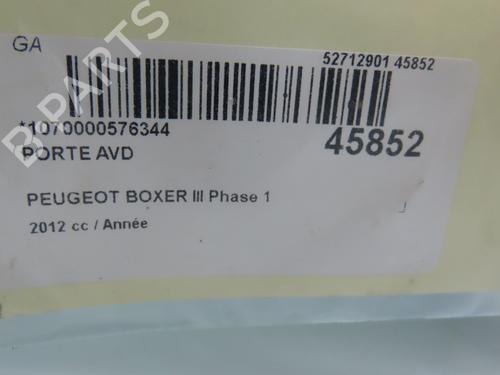 GA
52712901 45852
*1070000576344
45852
PORTE AVD
PEUGEOT BOXER III Phase 1
2012 cc / Année
B-PARTS